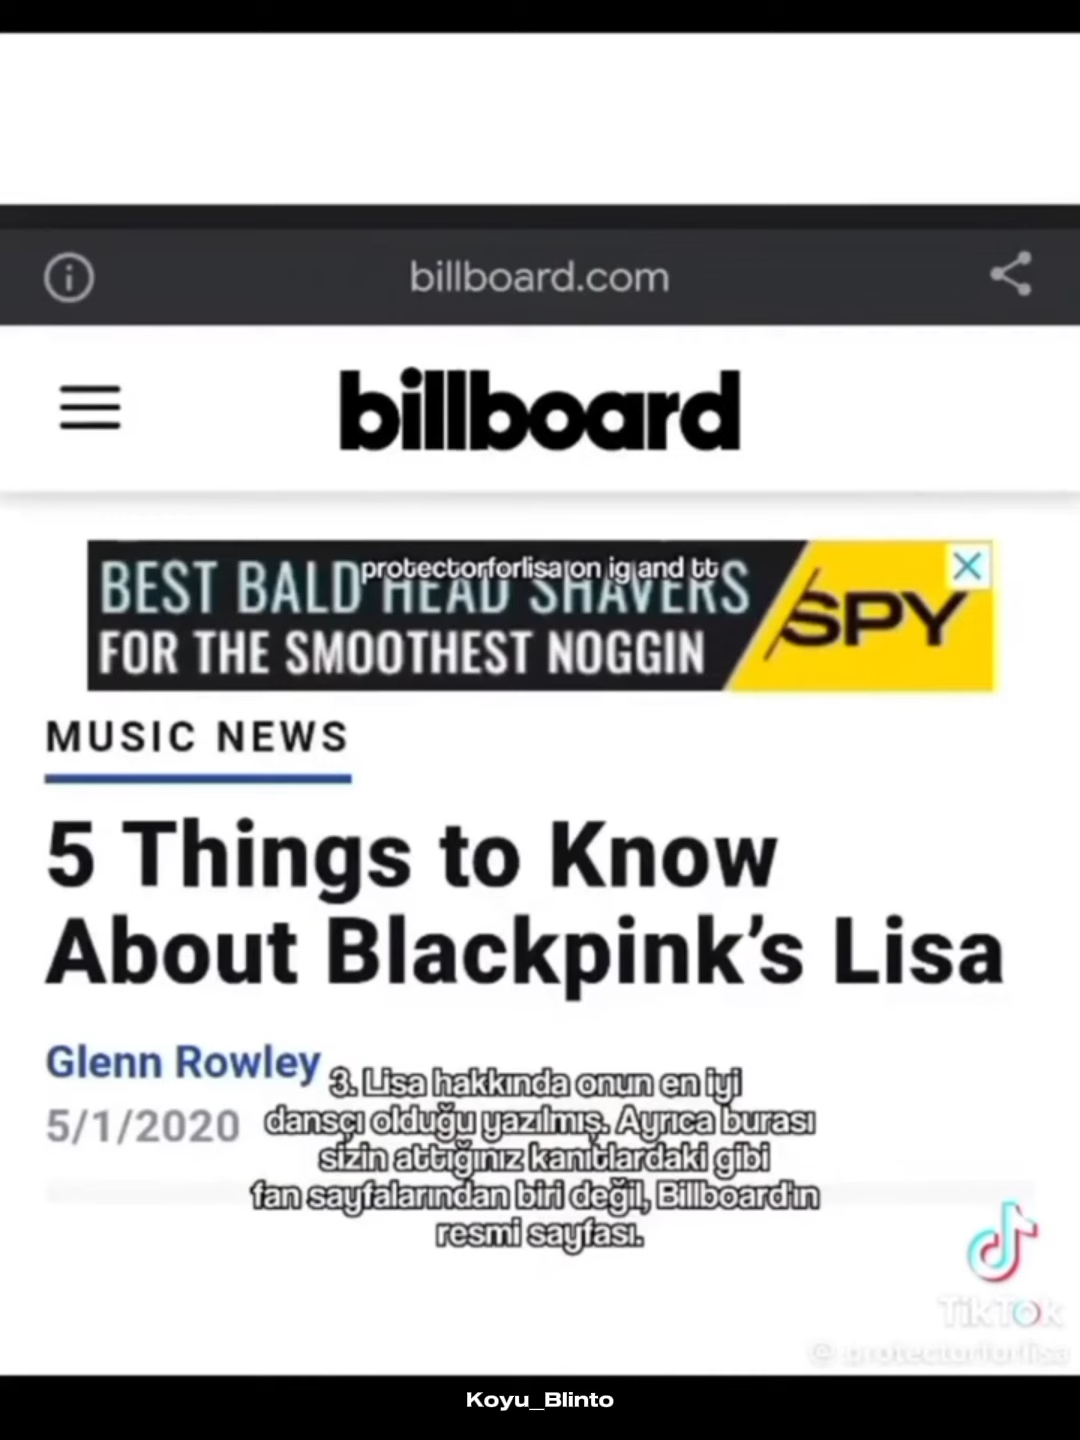 billboard.com
billboard
protectorforlisa on ig and tt
BEST BALD HEAD SHAVERS
FOR THE SMOOTHEST NOGGIN
SPY
MUSIC NEWS
5 Things to Know
About Blackpink's Lisa
Glenn Rowley
5/1/2020
3. Lisa hakkında onun en iyi
dansçı olduğu yazılmış. Ayrıca burası
sizin attığınız kanıtlardaki gibi
fan sayfalarından biri değil, Billboard'ın
resmi sayfası.
TikTok
@protectorforlisa
Koyu_Blinto